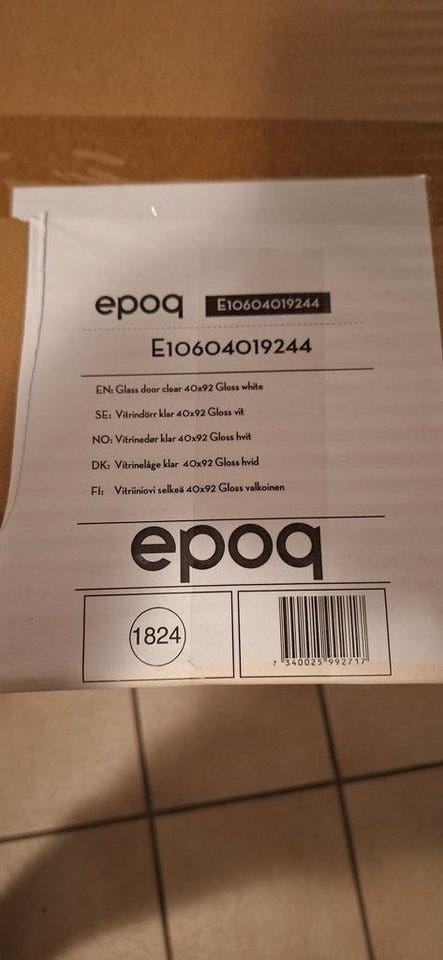 epoq E10604019244
E10604019244
EN: Glass door clear 40x92 Gloss white
SE: Vitrindörr klar 40x92 Gloss vit
NO: Vitrinedør klar 40x92 Gloss hvit
DK: Vitrinelåge klar 40x92 Gloss hvid
FI: Vitriiniovi selkeä 40x92 Gloss valkoinen
epoq
1824
7 340025 992717